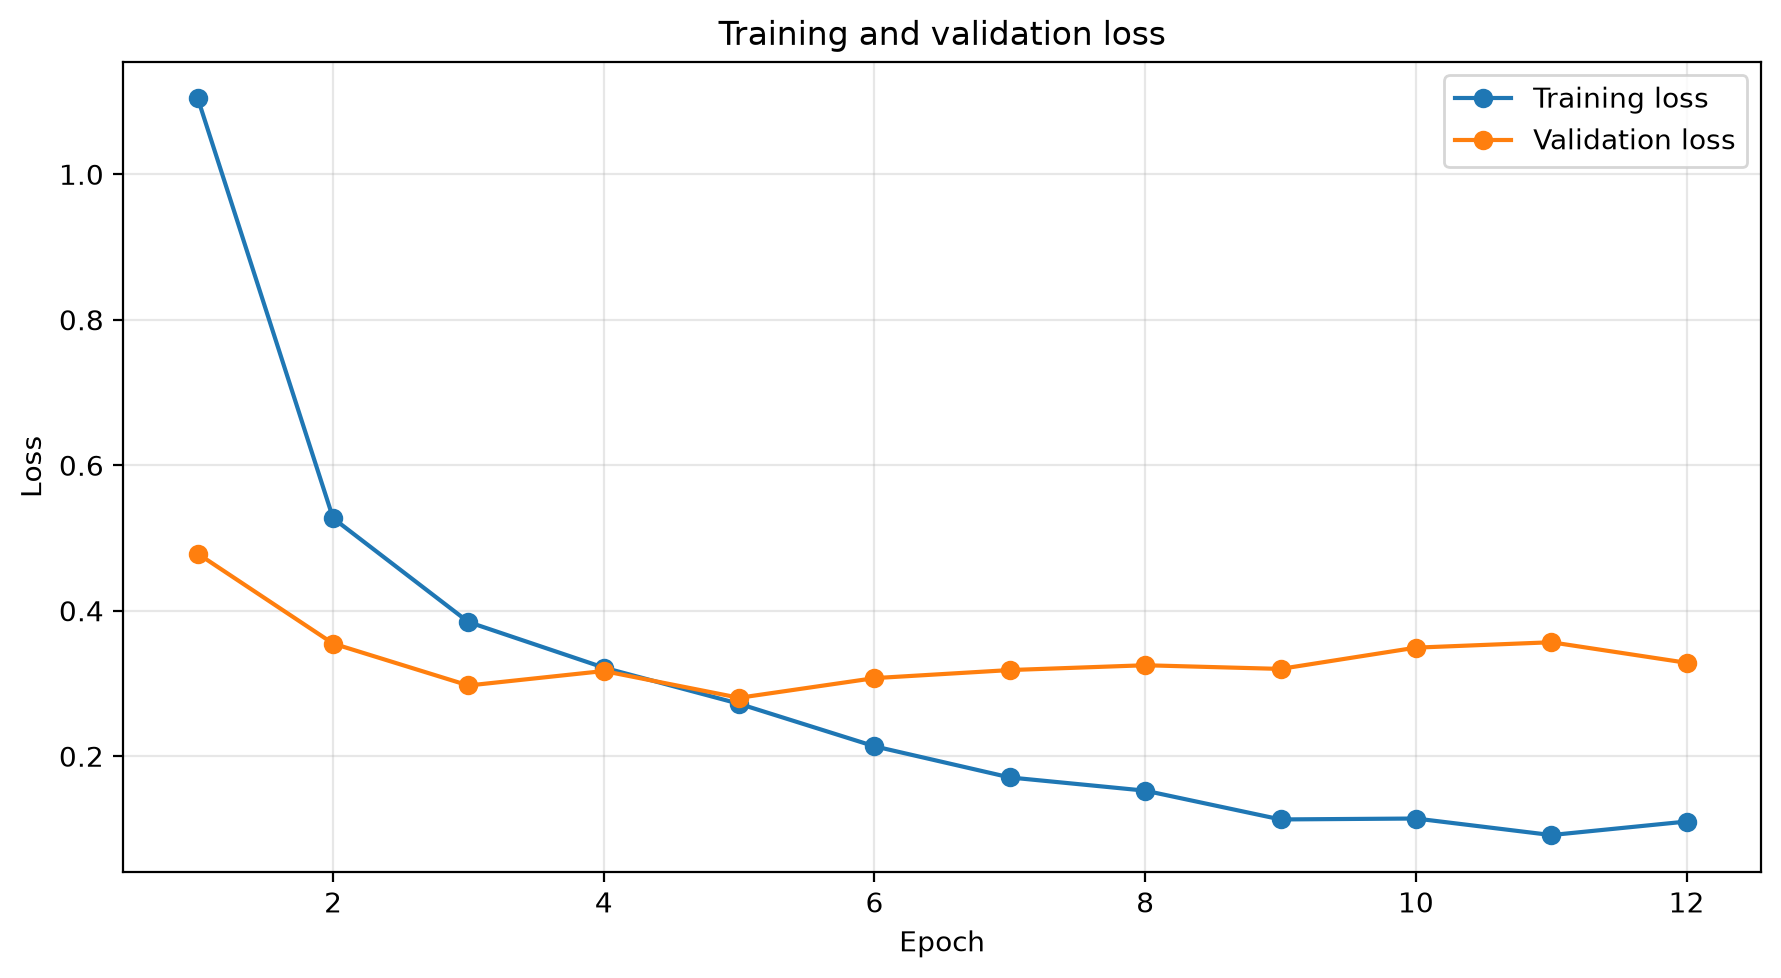 Training and validation loss
Training loss
Validation loss
Loss
1.0
0.8
0.6
0.4
0.2
2 4 6 8 10 12
Epoch